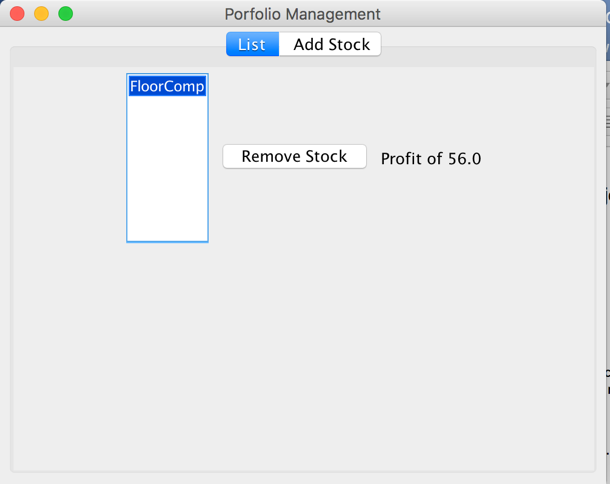 Porfolio Management
List
Add Stock
FloorComp
Remove Stock
Profit of 56.0